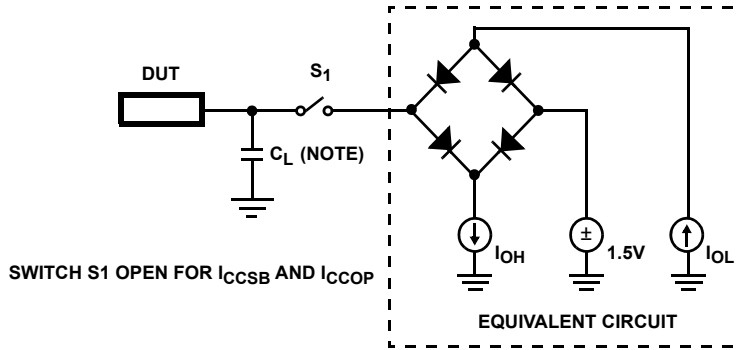 DUT
S1
CL (NOTE)
IOH
±
1.5V
IOL
SWITCH S1 OPEN FOR ICCSB AND ICCOP
EQUIVALENT CIRCUIT